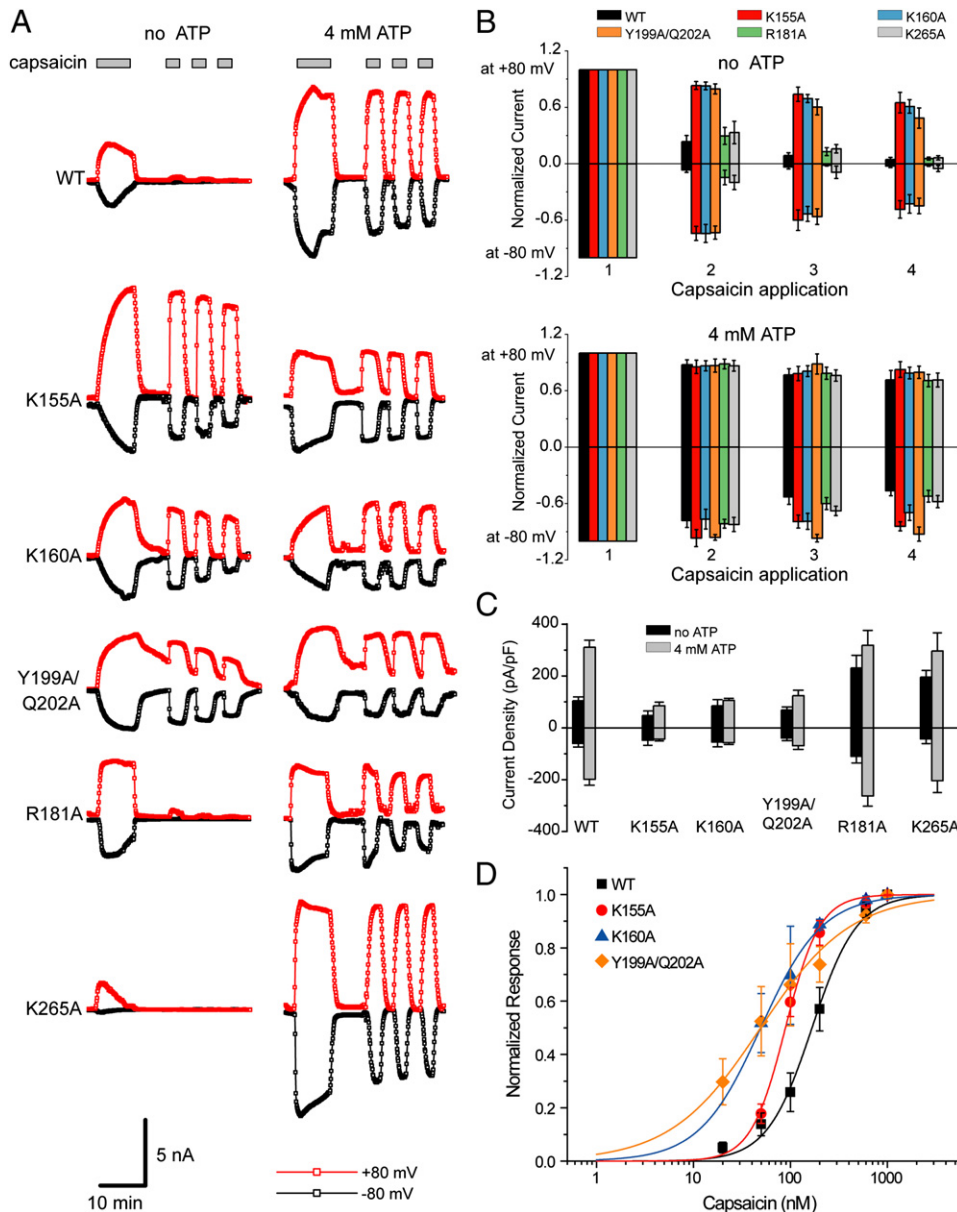 A
no ATP
4 mM ATP
capsaicin
WT
K155A
K160A
Y199A/
Q202A
R181A
K265A
5 nA
10 min
+80 mV
-80 mV
B
WT
K155A
K160A
Y199A/Q202A
R181A
K265A
no ATP
1.2
at +80 mV
0.6
0.0
-0.6
at -80 mV
-1.2
Normalized Current
1
2
3
4
Capsaicin application
4 mM ATP
1.2
at +80 mV
0.6
0.0
-0.6
at -80 mV
-1.2
Normalized Current
1
2
3
4
Capsaicin application
C
no ATP
4 mM ATP
400
200
0
-200
-400
Current Density (pA/pF)
WT
K155A
K160A
Y199A/
Q202A
R181A
K265A
D
WT
K155A
K160A
Y199A/Q202A
1.0
0.8
0.6
0.4
0.2
0.0
Normalized Response
1
10
100
1000
Capsaicin (nM)